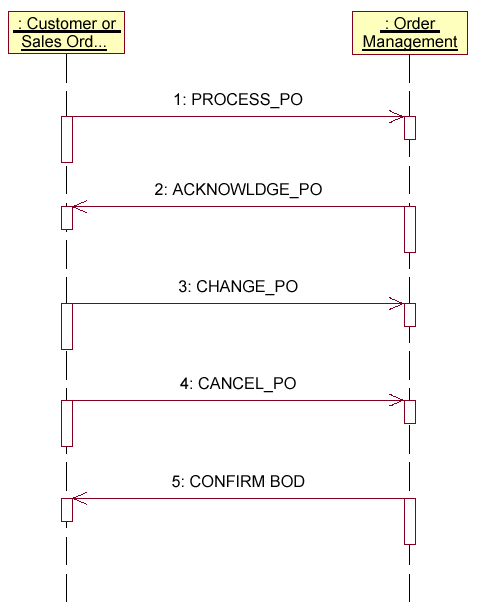 : Customer or
Sales Ord...
: Order
Management
1: PROCESS_PO
2: ACKNOWLDGE_PO
3: CHANGE_PO
4: CANCEL_PO
5: CONFIRM BOD